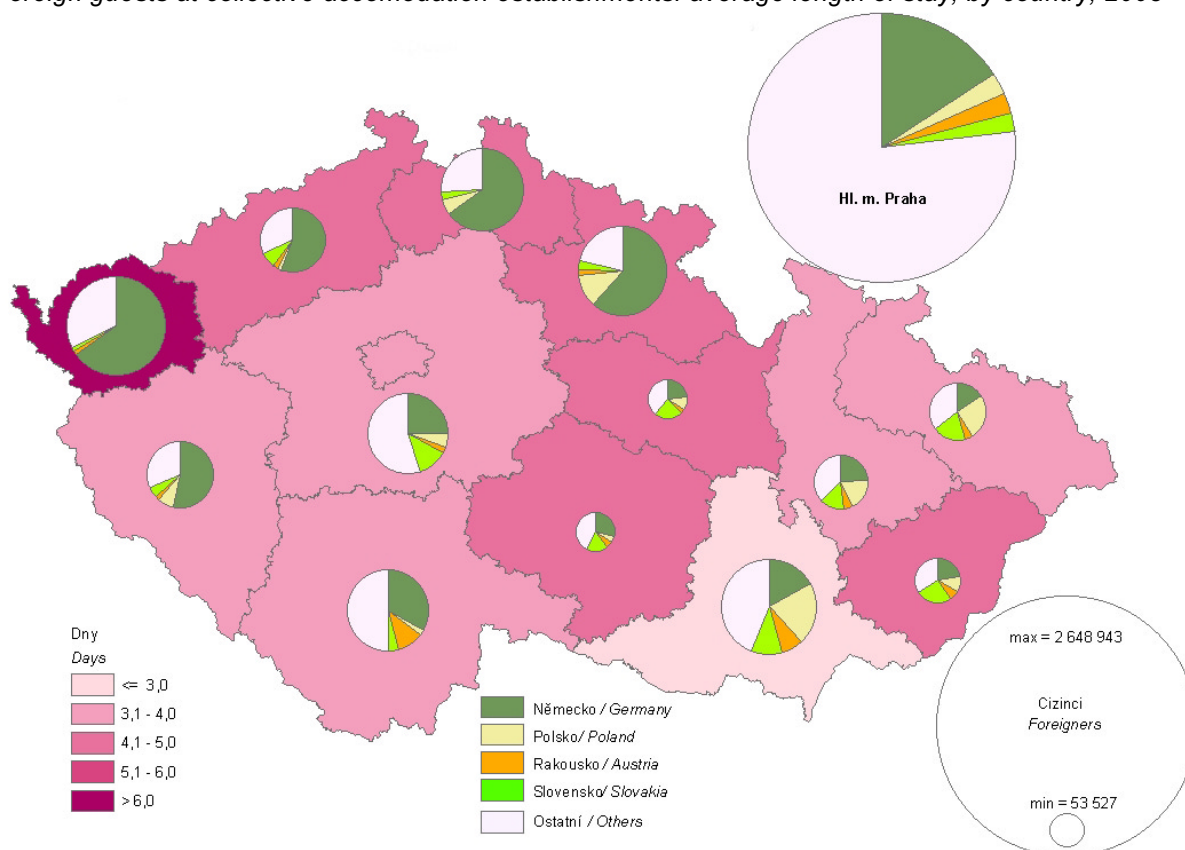 Hl. m. Praha
Dny
Days
<= 3,0
3,1 - 4,0
4,1 - 5,0
5,1 - 6,0
> 6,0
Německo / Germany
Polsko / Poland
Rakousko / Austria
Slovensko / Slovakia
Ostatní / Others
max = 2 648 943
Cizinci
Foreigners
min = 53 527